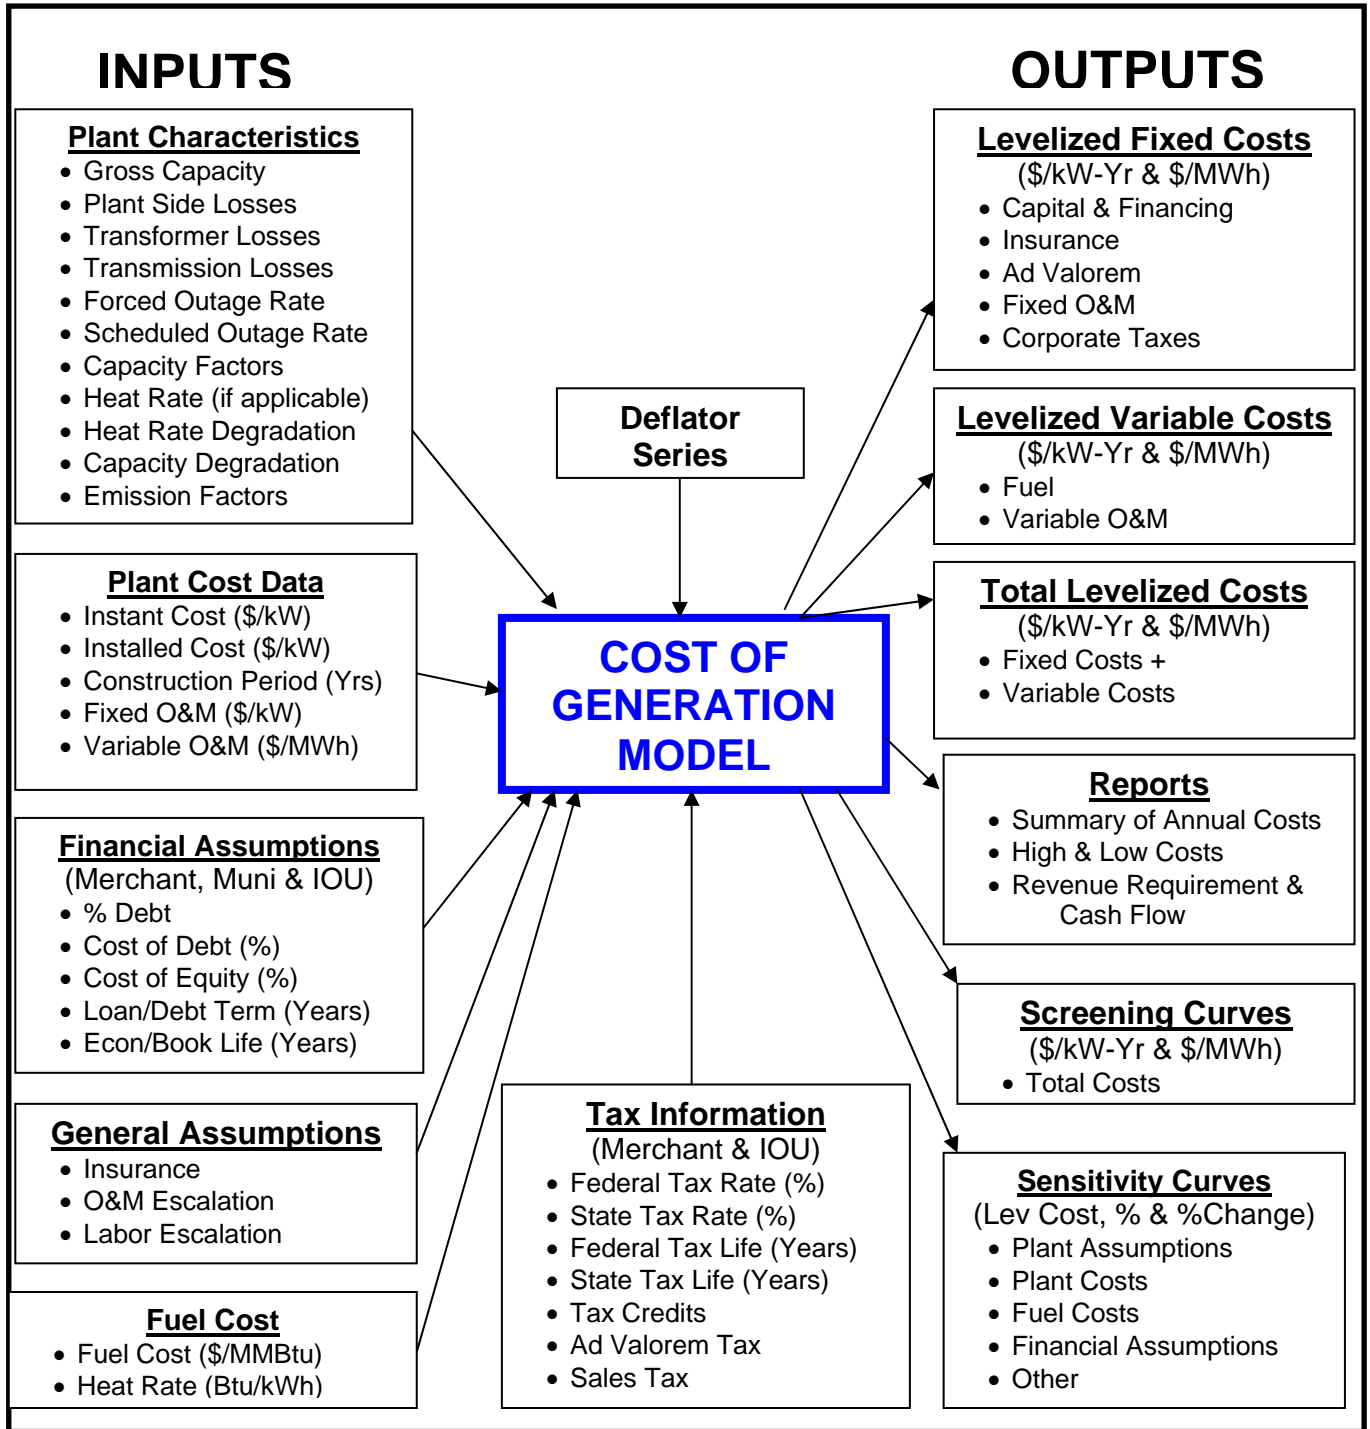 INPUTS
Plant Characteristics
• Gross Capacity
• Plant Side Losses
• Transformer Losses
• Transmission Losses
• Forced Outage Rate
• Scheduled Outage Rate
• Capacity Factors
• Heat Rate (if applicable)
• Heat Rate Degradation
• Capacity Degradation
• Emission Factors
Plant Cost Data
• Instant Cost ($/kW)
• Installed Cost ($/kW)
• Construction Period (Yrs)
• Fixed O&M ($/kW)
• Variable O&M ($/MWh)
Financial Assumptions
(Merchant, Muni & IOU)
• % Debt
• Cost of Debt (%)
• Cost of Equity (%)
• Loan/Debt Term (Years)
• Econ/Book Life (Years)
General Assumptions
• Insurance
• O&M Escalation
• Labor Escalation
Fuel Cost
• Fuel Cost ($/MMBtu)
• Heat Rate (Btu/kWh)
Deflator
Series
COST OF
GENERATION
MODEL
Tax Information
(Merchant & IOU)
• Federal Tax Rate (%)
• State Tax Rate (%)
• Federal Tax Life (Years)
• State Tax Life (Years)
• Tax Credits
• Ad Valorem Tax
• Sales Tax
OUTPUTS
Levelized Fixed Costs
($/kW-Yr & $/MWh)
• Capital & Financing
• Insurance
• Ad Valorem
• Fixed O&M
• Corporate Taxes
Levelized Variable Costs
($/kW-Yr & $/MWh)
• Fuel
• Variable O&M
Total Levelized Costs
($/kW-Yr & $/MWh)
• Fixed Costs +
• Variable Costs
Reports
• Summary of Annual Costs
• High & Low Costs
• Revenue Requirement &
Cash Flow
Screening Curves
($/kW-Yr & $/MWh)
• Total Costs
Sensitivity Curves
(Lev Cost, % & %Change)
• Plant Assumptions
• Plant Costs
• Fuel Costs
• Financial Assumptions
• Other